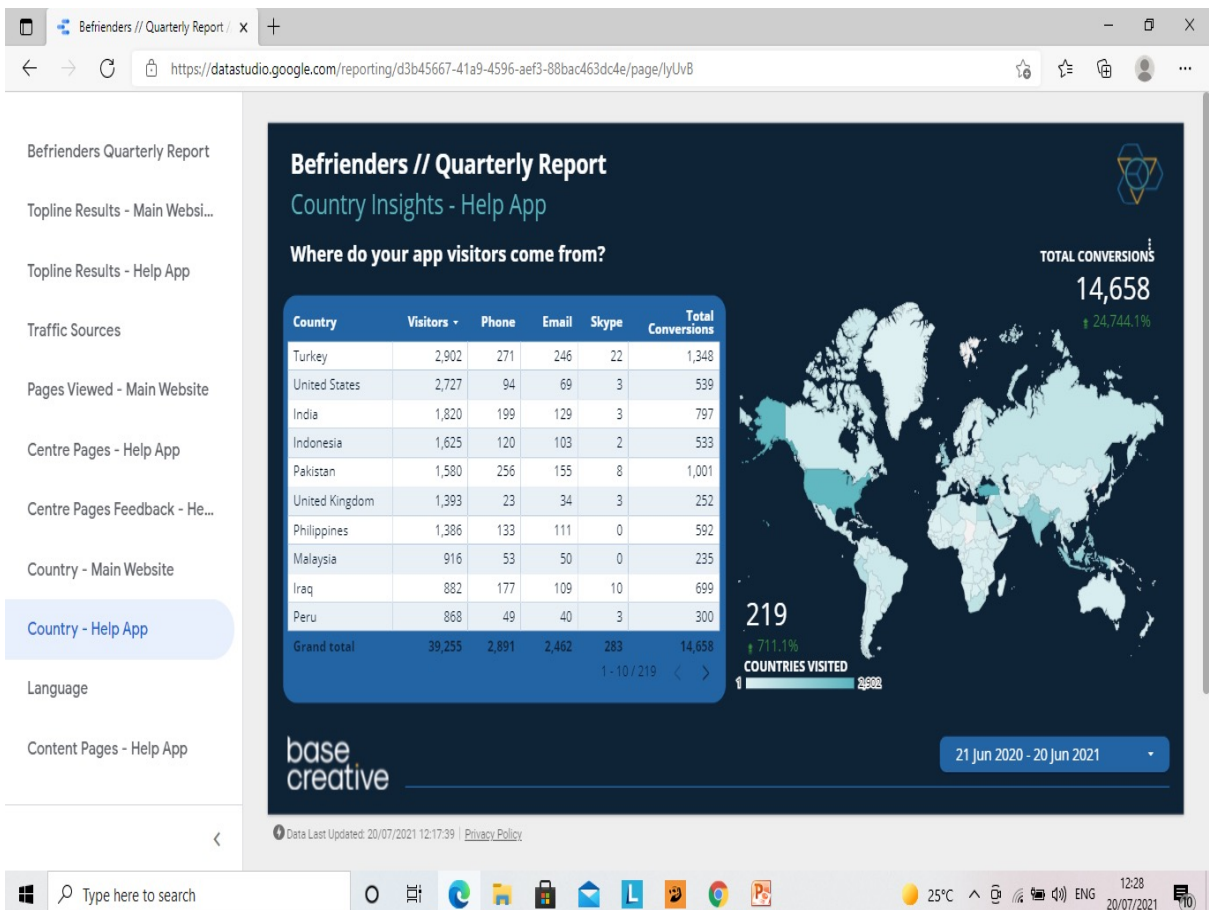 Befrienders // Quarterly Report /
https://datastudio.google.com/reporting/d3b45667-41a9-4596-aef3-88bac463dc4e/page/IyUvB
Befrienders Quarterly Report
Topline Results - Main Websi...
Topline Results - Help App
Traffic Sources
Pages Viewed - Main Website
Centre Pages - Help App
Centre Pages Feedback - He...
Country - Main Website
Country - Help App
Language
Content Pages - Help App
Befrienders // Quarterly Report
Country Insights - Help App
Where do your app visitors come from?
Country Visitors Phone Email Skype Total Conversions
Turkey 2,902 271 246 22 1,348
United States 2,727 94 69 3 539
India 1,820 199 129 3 797
Indonesia 1,625 120 103 2 533
Pakistan 1,580 256 155 8 1,001
United Kingdom 1,393 23 34 3 252
Philippines 1,386 133 111 0 592
Malaysia 916 53 50 0 235
Iraq 882 177 109 10 699
Peru 868 49 40 3 300
Grand total 39,255 2,891 2,462 283 14,658
1 - 10 / 219
TOTAL CONVERSIONS
14,658
24,744.1%
219
711.1%
COUNTRIES VISITED
1 2,902
base
creative
21 Jun 2020 - 20 Jun 2021
Data Last Updated: 20/07/2021 12:17:39 | Privacy Policy
Type here to search
25°C ENG
12:28
20/07/2021